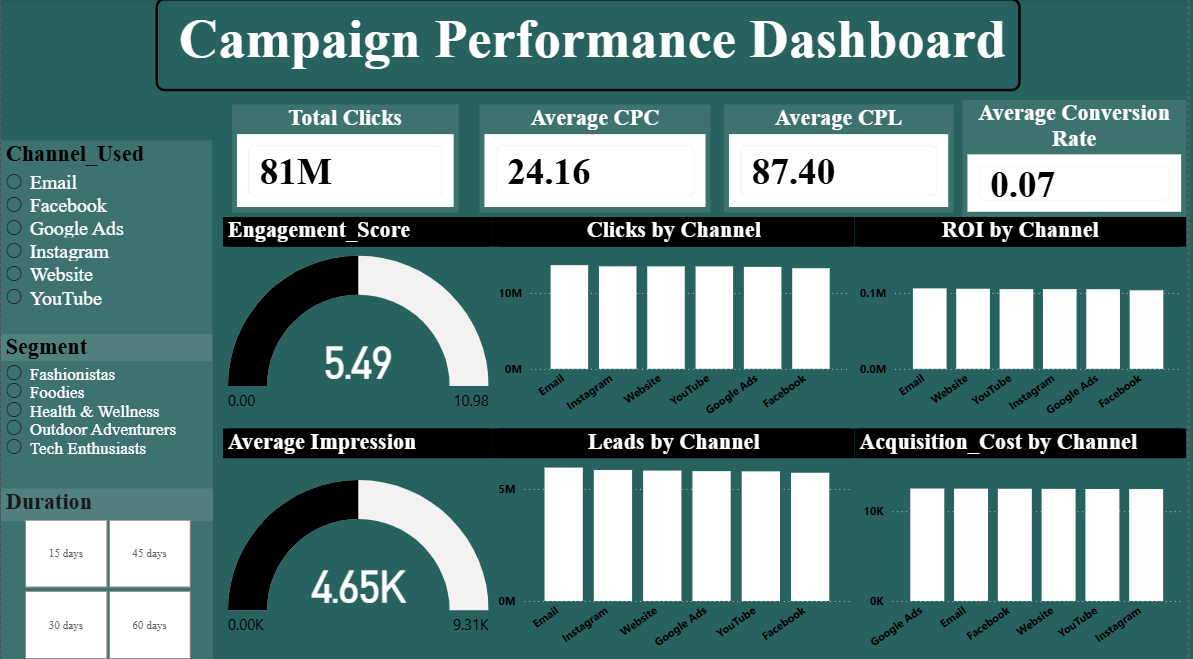 Campaign Performance Dashboard
Total Clicks
81M
Average CPC
24.16
Average CPL
87.40
Average Conversion
Rate
0.07
Channel_Used
Email
Facebook
Google Ads
Instagram
Website
YouTube
Segment
Fashionistas
Foodies
Health & Wellness
Outdoor Adventurers
Tech Enthusiasts
Duration
15 days
45 days
30 days
60 days
Engagement_Score
5.49
0.00
10.98
Clicks by Channel
10M
0M
Email
Instagram
Website
YouTube
Google Ads
Facebook
ROI by Channel
0.1M
0.0M
Email
Website
YouTube
Instagram
Google Ads
Facebook
Average Impression
4.65K
0.00K
9.31K
Leads by Channel
5M
0M
Email
Instagram
Website
Google Ads
YouTube
Facebook
Acquisition_Cost by Channel
10K
0K
Google Ads
Email
Facebook
Website
YouTube
Instagram